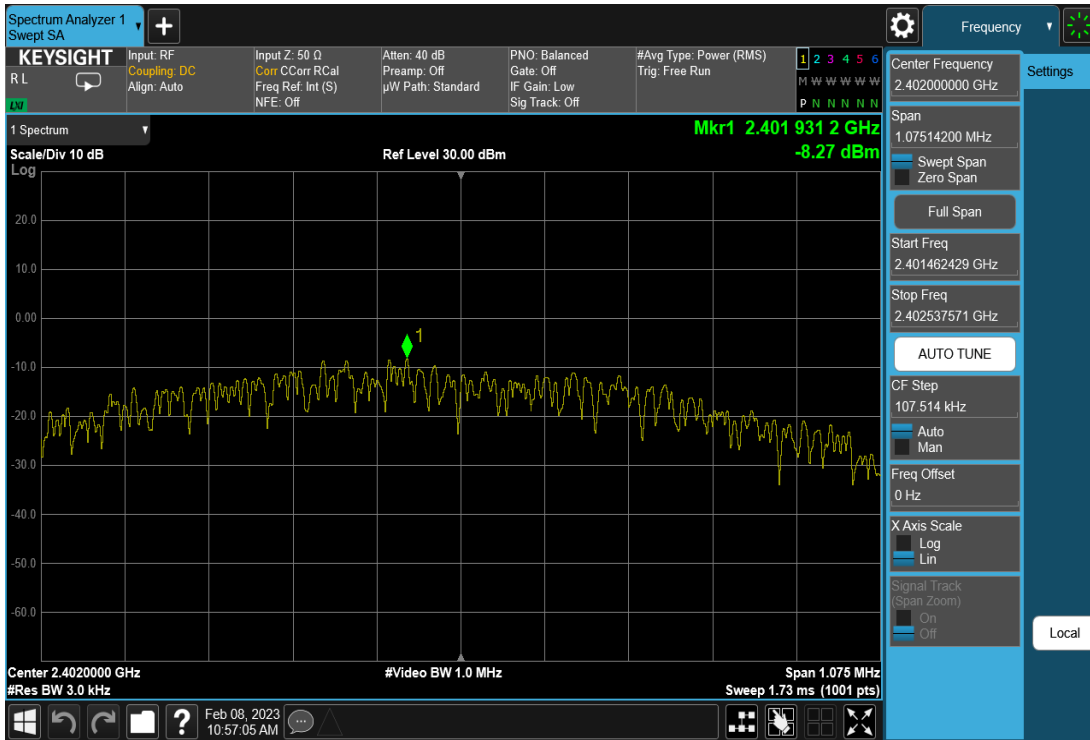 Spectrum Analyzer 1
Swept SA
Frequency
KEYSIGHT
R L
LXI
Input: RF
Coupling: DC
Align: Auto
Input Z: 50 Ω
Corr CCorr RCal
Freq Ref: Int (S)
NFE: Off
Atten: 40 dB
Preamp: Off
µW Path: Standard
PNO: Balanced
Gate: Off
IF Gain: Low
Sig Track: Off
#Avg Type: Power (RMS)
Trig: Free Run
1 2 3 4 5 6
M W W W W W
P N N N N N
1 Spectrum
Scale/Div 10 dB
Log
Ref Level 30.00 dBm
Mkr1 2.401 931 2 GHz
-8.27 dBm
20.0
10.0
0.00
1
-10.0
-20.0
-30.0
-40.0
-50.0
-60.0
Center 2.4020000 GHz
#Res BW 3.0 kHz
#Video BW 1.0 MHz
Span 1.075 MHz
Sweep 1.73 ms (1001 pts)
Center Frequency
2.402000000 GHz
Settings
Span
1.07514200 MHz
Swept Span
Zero Span
Full Span
Start Freq
2.401462429 GHz
Stop Freq
2.402537571 GHz
AUTO TUNE
CF Step
107.514 kHz
Auto
Man
Freq Offset
0 Hz
X Axis Scale
Log
Lin
Signal Track
(Span Zoom)
On
Off
Local
?
Feb 08, 2023
10:57:05 AM